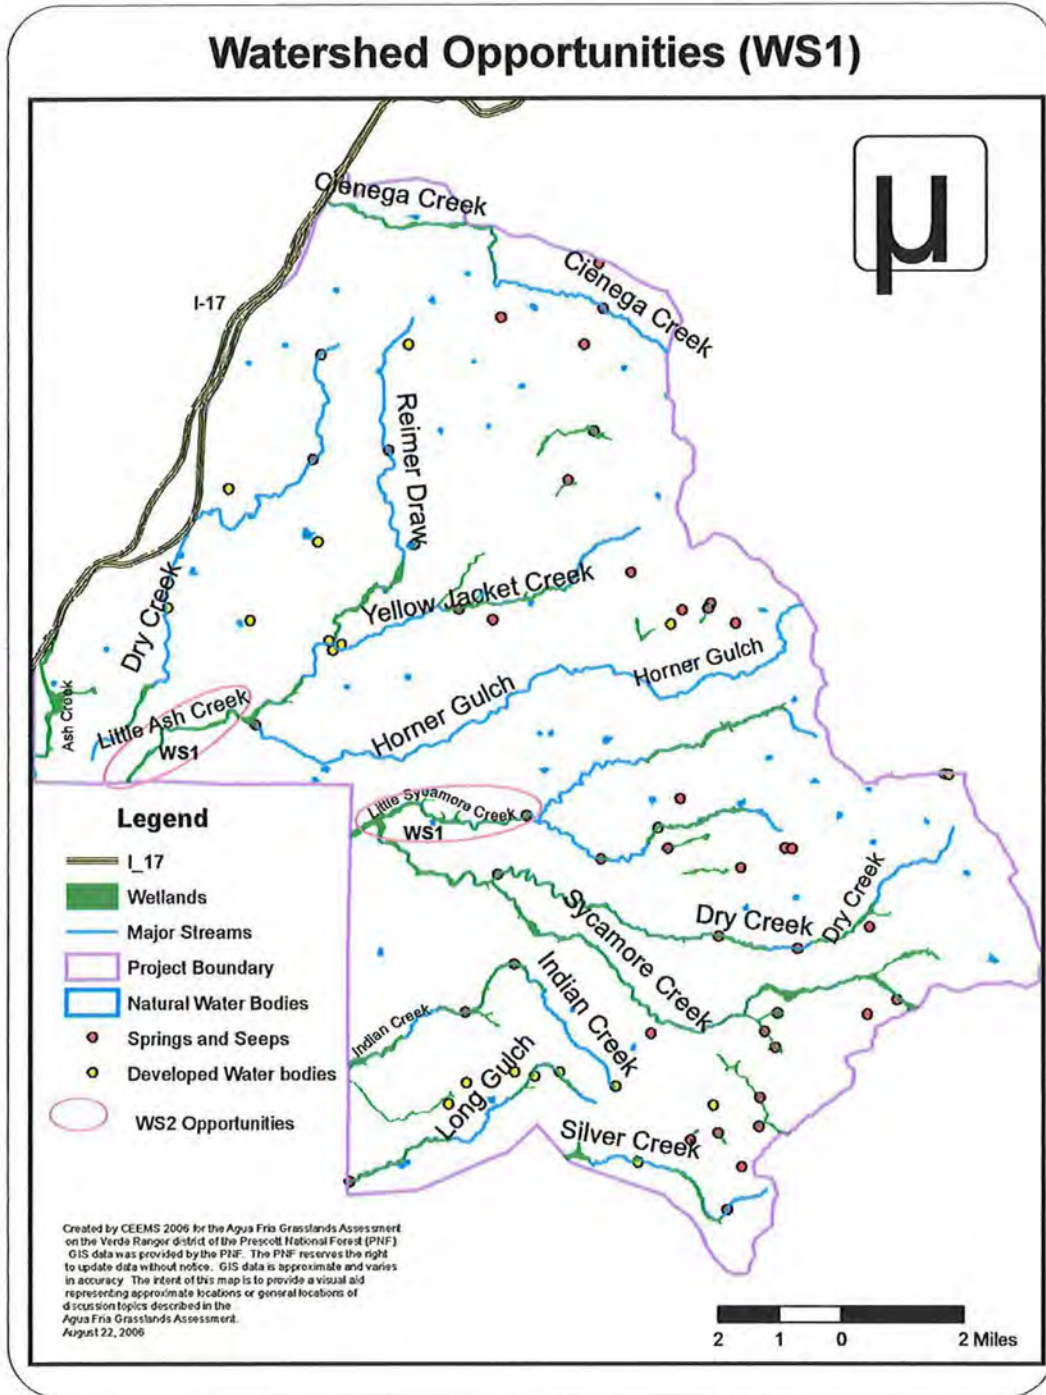 Watershed Opportunities (WS1)
µ
Cienega Creek
Cienega Creek
I-17
Reimer Draw
Yellow Jacket Creek
Dry Creek
Horner Gulch
Horner Gulch
Ash Creek
Little Ash Creek
WS1
Little Sycamore Creek
WS1
Sycamore Creek
Dry Creek
Dry Creek
Indian Creek
Indian Creek
Long Gulch
Silver Creek
Legend
I_17
Wetlands
Major Streams
Project Boundary
Natural Water Bodies
Springs and Seeps
Developed Water bodies
WS2 Opportunities
Created by CEEMS 2006 for the Agua Fria Grasslands Assessment
on the Verde Ranger district of the Prescott National Forest (PNF)
GIS data was provided by the PNF. The PNF reserves the right
to update data without notice. GIS data is approximate and varies
in accuracy The intent of this map is to provide a visual aid
representing approximate locations or general locations of
discussion topics described in the
Agua Fria Grasslands Assessment.
August 22, 2006
2 1 0 2 Miles